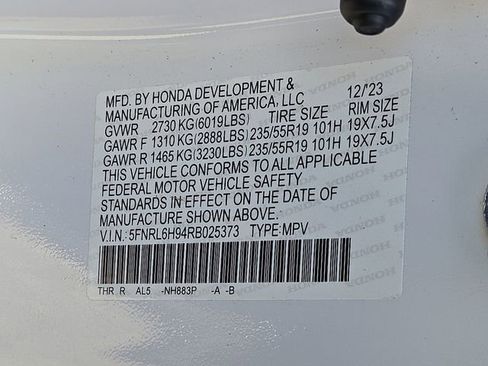 MFD. BY HONDA DEVELOPMENT & 12/'23
MANUFACTURING OF AMERICA, LLC
GVWR 2730 KG(6019LBS) TIRE SIZE RIM SIZE
GAWR F 1310 KG(2888LBS) 235/55R19 101H 19X7.5J
GAWR R 1465 KG(3230LBS) 235/55R19 101H 19X7.5J
THIS VEHICLE CONFORMS TO ALL APPLICABLE
FEDERAL MOTOR VEHICLE SAFETY
STANDARDS IN EFFECT ON THE DATE OF
MANUFACTURE SHOWN ABOVE.
V.I.N.: 5FNRL6H94RB025373 TYPE:MPV
THR R AL5 -NH883P -A -B